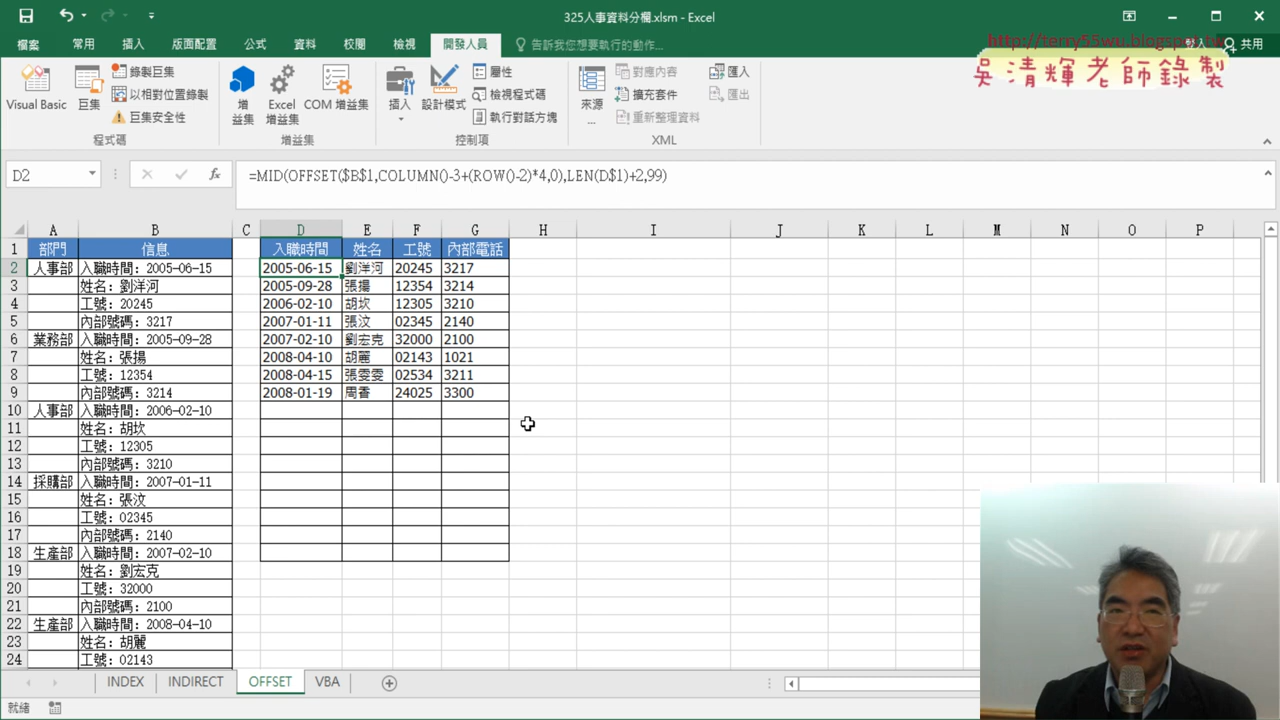 325人事資料分欄.xlsm - Excel
檔案 常用 插入 版面配置 公式 資料 校閱 檢視 開發人員 告訴我您想要執行的動作... 登入 共用
http://terry55wu.blogspot.tw
吳清輝老師錄製
Visual Basic 巨集 錄製巨集 以相對位置錄製 巨集安全性
增益集 Excel 增益集 COM 增益集
插入 設計模式 屬性 檢視程式碼 執行對話方塊
來源... 對應內容 擴充套件 重新整理資料 匯入 匯出
程式碼 增益集 控制項 XML
D2 fx =MID(OFFSET($B$1,COLUMN()-3+(ROW()-2)*4,0),LEN(D$1)+2,99)
A B C D E F G H I J K L M N O P
1 部門 信息 入職時間 姓名 工號 內部電話
2 人事部 入職時間：2005-06-15 2005-06-15 劉洋河 20245 3217
3 姓名：劉洋河 2005-09-28 張揚 12354 3214
4 工號：20245 2006-02-10 胡坎 12305 3210
5 內部號碼：3217 2007-01-11 張汶 02345 2140
6 業務部 入職時間：2005-09-28 2007-02-10 劉宏克 32000 2100
7 姓名：張揚 2008-04-10 胡麗 02143 1021
8 工號：12354 2008-04-15 張雯雯 02534 3211
9 內部號碼：3214 2008-01-19 周香 24025 3300
10 人事部 入職時間：2006-02-10
11 姓名：胡坎
12 工號：12305
13 內部號碼：3210
14 採購部 入職時間：2007-01-11
15 姓名：張汶
16 工號：02345
17 內部號碼：2140
18 生產部 入職時間：2007-02-10
19 姓名：劉宏克
20 工號：32000
21 內部號碼：2100
22 生產部 入職時間：2008-04-10
23 姓名：胡麗
24 工號：02143
INDEX INDIRECT OFFSET VBA
就緒